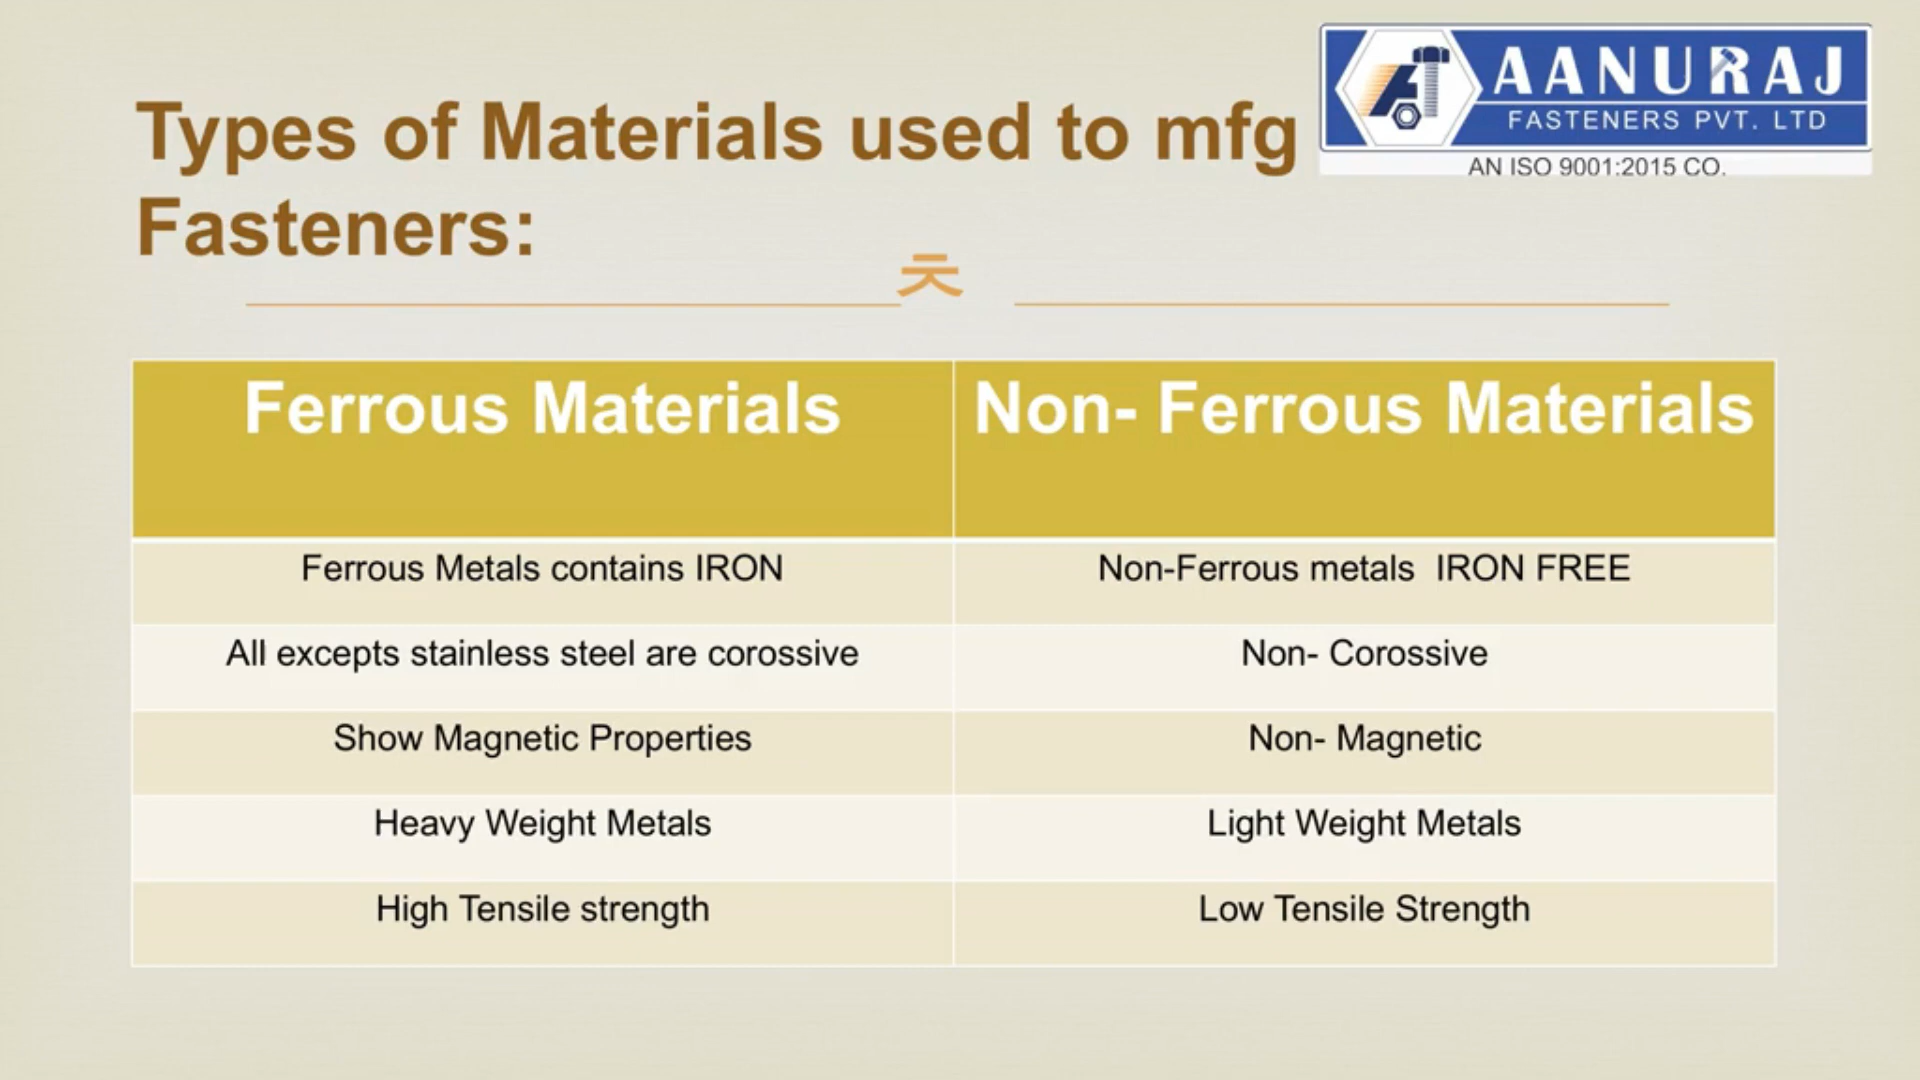 AANURAJ
FASTENERS PVT. LTD
AN ISO 9001:2015 CO.
Types of Materials used to mfg
Fasteners:
ㅊ
Ferrous Materials
Non- Ferrous Materials
Ferrous Metals contains IRON
Non-Ferrous metals IRON FREE
All excepts stainless steel are corossive
Non- Corossive
Show Magnetic Properties
Non- Magnetic
Heavy Weight Metals
Light Weight Metals
High Tensile strength
Low Tensile Strength